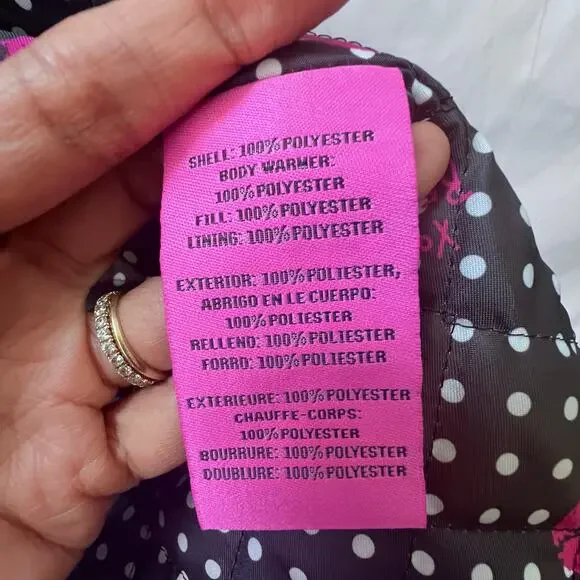 SHELL: 100% POLYESTER
BODY WARMER:
100% POLYESTER
FILL: 100% POLYESTER
LINING: 100% POLYESTER
EXTERIOR: 100% POLIESTER,
ABRIGO EN LE CUERPO:
100% POLIESTER
RELLENO: 100% POLIESTER
FORRO: 100% POLIESTER
EXTERIEURE: 100% POLYESTER
CHAUFFE-CORPS:
100% POLYESTER
BOURRURE: 100% POLYESTER
DOUBLURE: 100% POLYESTER